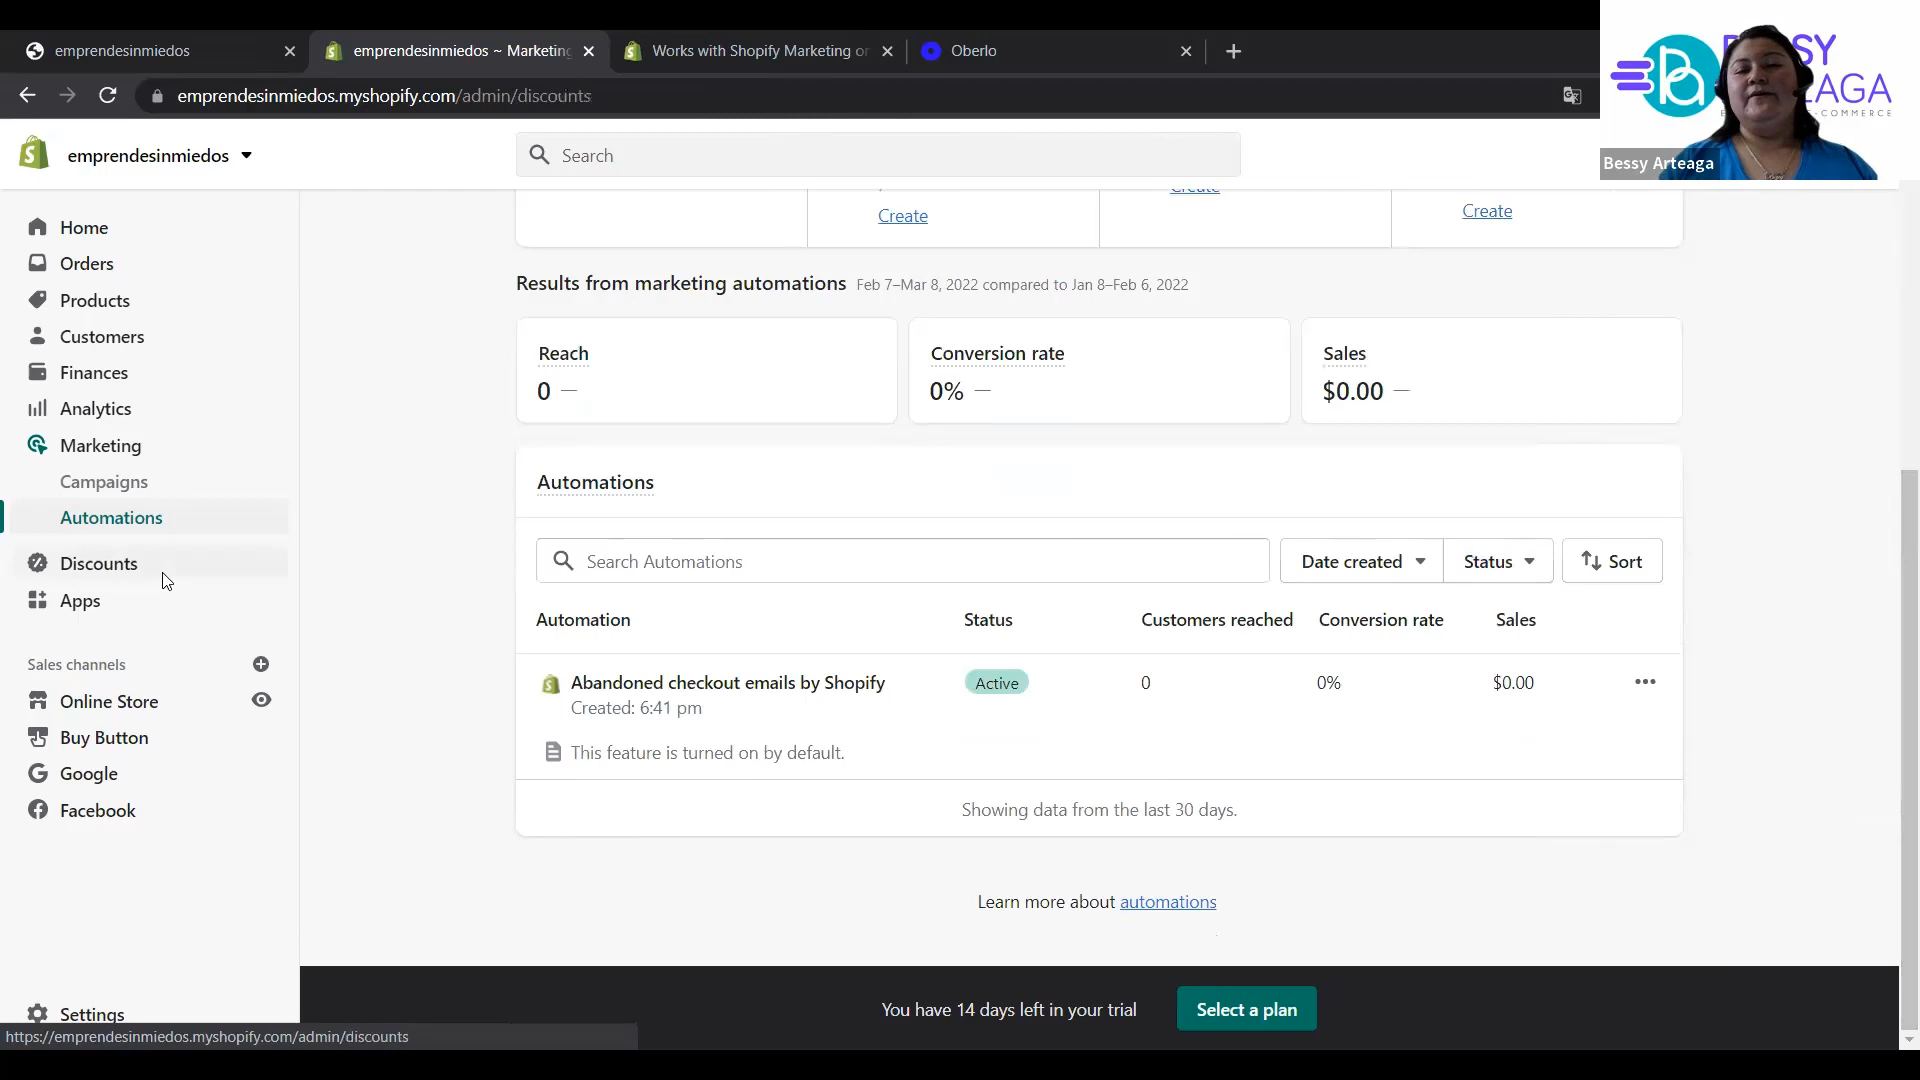 emprendesinmiedos
emprendesinmiedos ~ Marketing
Works with Shopify Marketing or
Oberlo
emprendesinmiedos.myshopify.com/admin/discounts
Bessy Arteaga
emprendesinmiedos
Search
Home
Orders
Products
Customers
Finances
Analytics
Marketing
Campaigns
Automations
Discounts
Apps
Sales channels
Online Store
Buy Button
Google
Facebook
Settings
https://emprendesinmiedos.myshopify.com/admin/discounts
Create
Create
Create
Results from marketing automations Feb 7–Mar 8, 2022 compared to Jan 8–Feb 6, 2022
Reach
0 —
Conversion rate
0% —
Sales
$0.00 —
Automations
Search Automations
Date created
Status
Sort
Automation Status Customers reached Conversion rate Sales
Abandoned checkout emails by Shopify Active 0 0% $0.00
Created: 6:41 pm
This feature is turned on by default.
Showing data from the last 30 days.
Learn more about automations
You have 14 days left in your trial
Select a plan